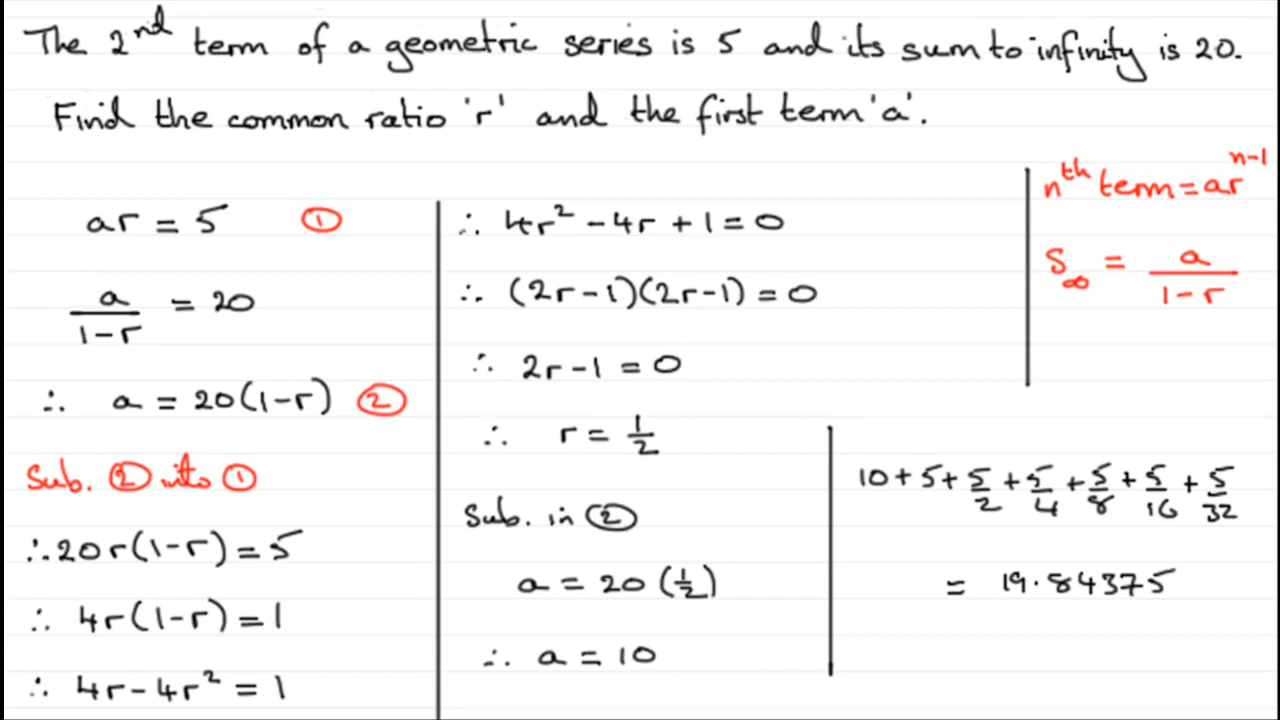 The 2nd term of a geometric series is 5 and its sum to infinity is 20.
Find the common ratio 'r' and the first term 'a'.
ar = 5 ①
a/(1-r) = 20
∴ a = 20(1-r) ②
Sub. ② into ①
∴ 20r(1-r) = 5
∴ 4r(1-r) = 1
∴ 4r - 4r² = 1
∴ 4r² - 4r + 1 = 0
∴ (2r-1)(2r-1) = 0
∴ 2r-1 = 0
∴ r = 1/2
Sub. in ②
a = 20(1/2)
∴ a = 10
nth term = ar^(n-1)
S∞ = a/(1-r)
10 + 5 + 5/2 + 5/4 + 5/8 + 5/16 + 5/32
= 19.84375